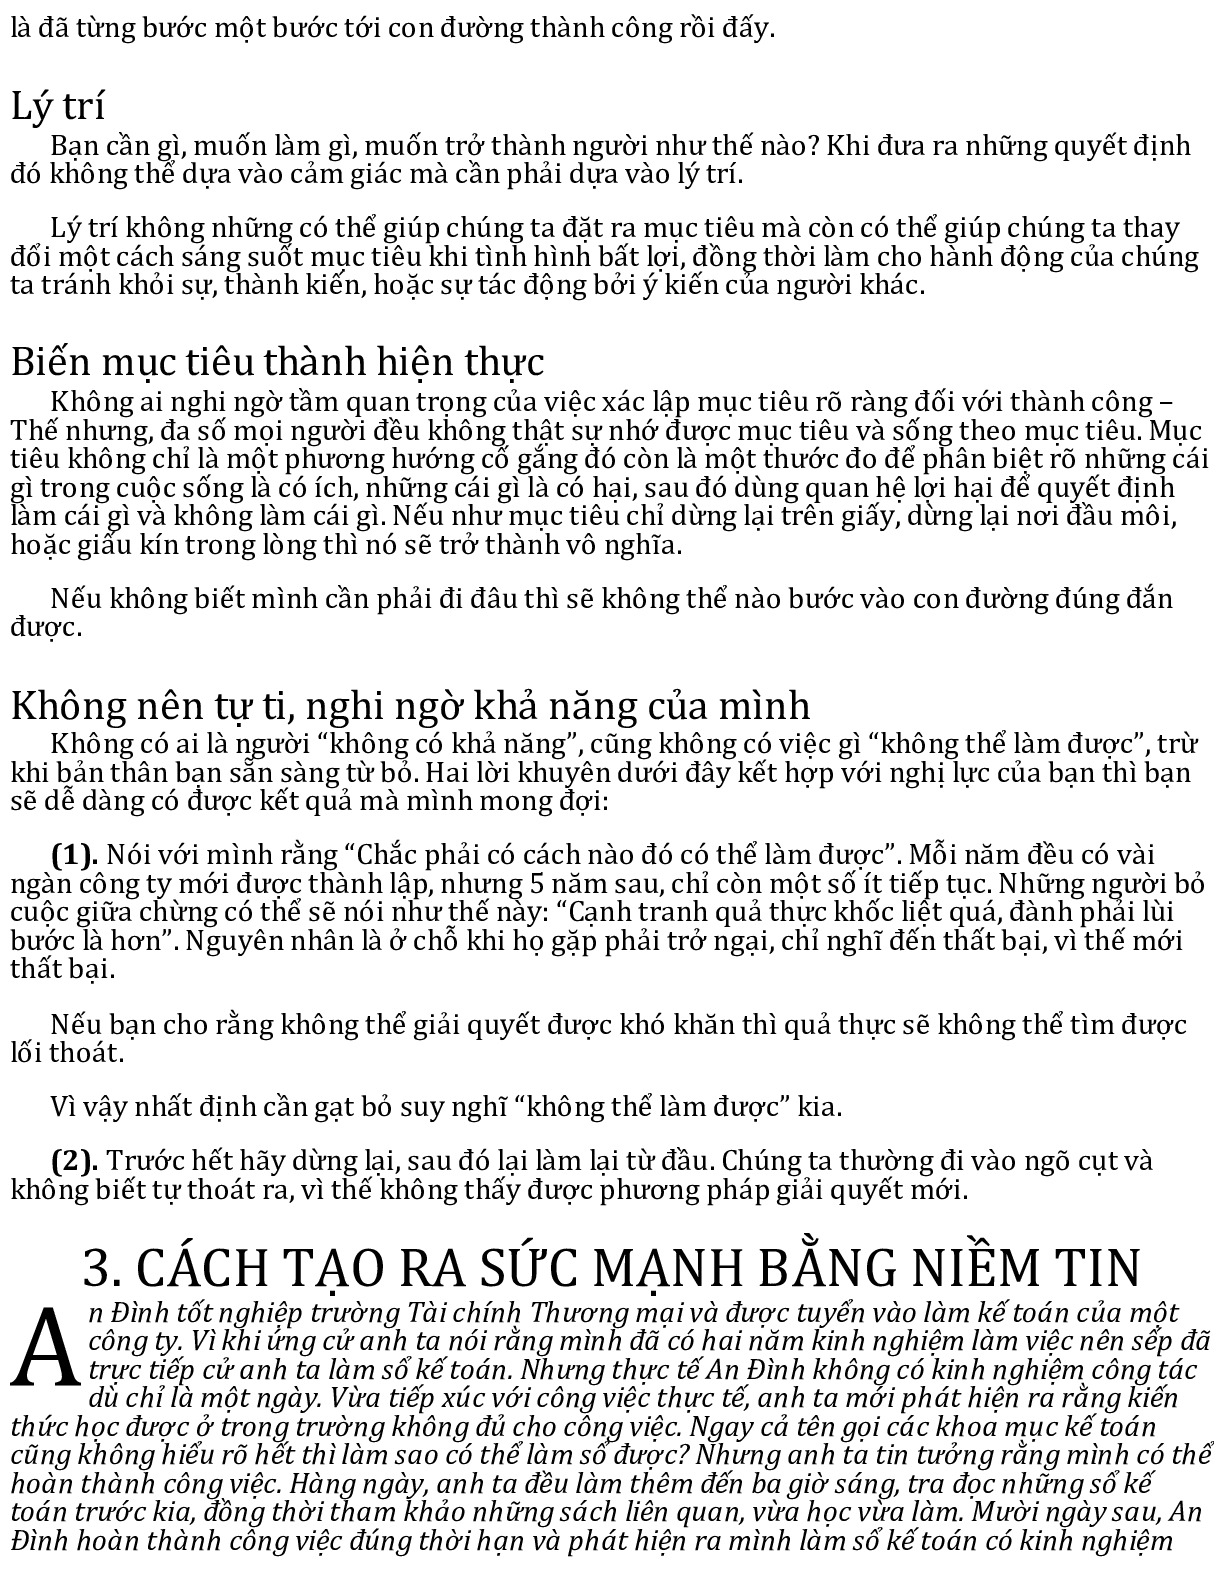 là đã từng bước một bước tới con đường thành công rồi đấy.
Lý trí
Bạn cần gì, muốn làm gì, muốn trở thành người như thế nào? Khi đưa ra những quyết định
đó không thể dựa vào cảm giác mà cần phải dựa vào lý trí.
Lý trí không những có thể giúp chúng ta đặt ra mục tiêu mà còn có thể giúp chúng ta thay
đổi một cách sáng suốt mục tiêu khi tình hình bất lợi, đồng thời làm cho hành động của chúng
ta tránh khỏi sự, thành kiến, hoặc sự tác động bởi ý kiến của người khác.
Biến mục tiêu thành hiện thực
Không ai nghi ngờ tầm quan trọng của việc xác lập mục tiêu rõ ràng đối với thành công –
Thế nhưng, đa số mọi người đều không thật sự nhớ được mục tiêu và sống theo mục tiêu. Mục
tiêu không chỉ là một phương hướng cố gắng đó còn là một thước đo để phân biệt rõ những cái
gì trong cuộc sống là có ích, những cái gì là có hại, sau đó dùng quan hệ lợi hại để quyết định
làm cái gì và không làm cái gì. Nếu như mục tiêu chỉ dừng lại trên giấy, dừng lại nơi đầu môi,
hoặc giấu kín trong lòng thì nó sẽ trở thành vô nghĩa.
Nếu không biết mình cần phải đi đâu thì sẽ không thể nào bước vào con đường đúng đắn
được.
Không nên tự ti, nghi ngờ khả năng của mình
Không có ai là người “không có khả năng”, cũng không có việc gì “không thể làm được”, trừ
khi bản thân bạn sẵn sàng từ bỏ. Hai lời khuyên dưới đây kết hợp với nghị lực của bạn thì bạn
sẽ dễ dàng có được kết quả mà mình mong đợi:
(1). Nói với mình rằng “Chắc phải có cách nào đó có thể làm được”. Mỗi năm đều có vài
ngàn công ty mới được thành lập, nhưng 5 năm sau, chỉ còn một số ít tiếp tục. Những người bỏ
cuộc giữa chừng có thể sẽ nói như thế này: “Cạnh tranh quả thực khốc liệt quá, đành phải lùi
bước là hơn”. Nguyên nhân là ở chỗ khi họ gặp phải trở ngại, chỉ nghĩ đến thất bại, vì thế mới
thất bại.
Nếu bạn cho rằng không thể giải quyết được khó khăn thì quả thực sẽ không thể tìm được
lối thoát.
Vì vậy nhất định cần gạt bỏ suy nghĩ “không thể làm được” kia.
(2). Trước hết hãy dừng lại, sau đó lại làm lại từ đầu. Chúng ta thường đi vào ngõ cụt và
không biết tự thoát ra, vì thế không thấy được phương pháp giải quyết mới.
3. CÁCH TẠO RA SỨC MẠNH BẰNG NIỀM TIN
An Đình tốt nghiệp trường Tài chính Thương mại và được tuyển vào làm kế toán của một
công ty. Vì khi ứng cử anh ta nói rằng mình đã có hai năm kinh nghiệm làm việc nên sếp đã
trực tiếp cử anh ta làm sổ kế toán. Nhưng thực tế An Đình không có kinh nghiệm công tác
dù chỉ là một ngày. Vừa tiếp xúc với công việc thực tế, anh ta mới phát hiện ra rằng kiến
thức học được ở trong trường không đủ cho công việc. Ngay cả tên gọi các khoa mục kế toán
cũng không hiểu rõ hết thì làm sao có thể làm sổ được? Nhưng anh ta tin tưởng rằng mình có thể
hoàn thành công việc. Hàng ngày, anh ta đều làm thêm đến ba giờ sáng, tra đọc những sổ kế
toán trước kia, đồng thời tham khảo những sách liên quan, vừa học vừa làm. Mười ngày sau, An
Đình hoàn thành công việc đúng thời hạn và phát hiện ra mình làm sổ kế toán có kinh nghiệm